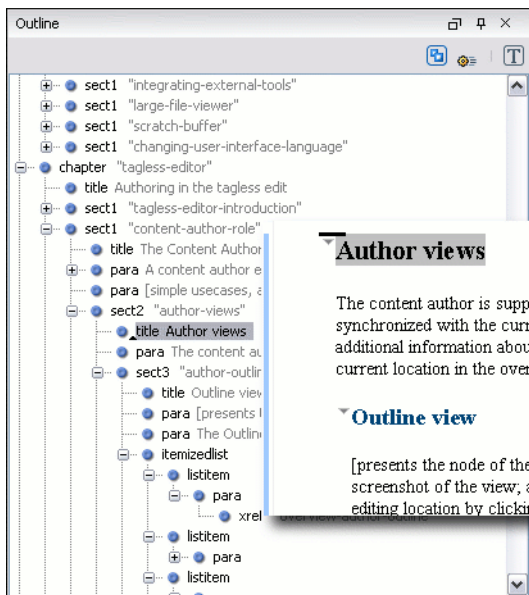 Outline
T
sect1 "integrating-external-tools"
sect1 "large-file-viewer"
sect1 "scratch-buffer"
sect1 "changing-user-interface-language"
chapter "tagless-editor"
title Authoring in the tagless edit
sect1 "tagless-editor-introduction"
sect1 "content-author-role"
title The Content Author
para A content author e
para [simple usecases, a
sect2 "author-views"
title Author views
para The content au
sect3 "author-outlin
title Outline view
para [presents
para The Outlin
itemizedlist
listitem
para
listitem
para
listitem
Author views
The content author is supp
synchronized with the curr
additional information abou
current location in the over
Outline view
[presents the node of the
screenshot of the view; a
editing location by clickin